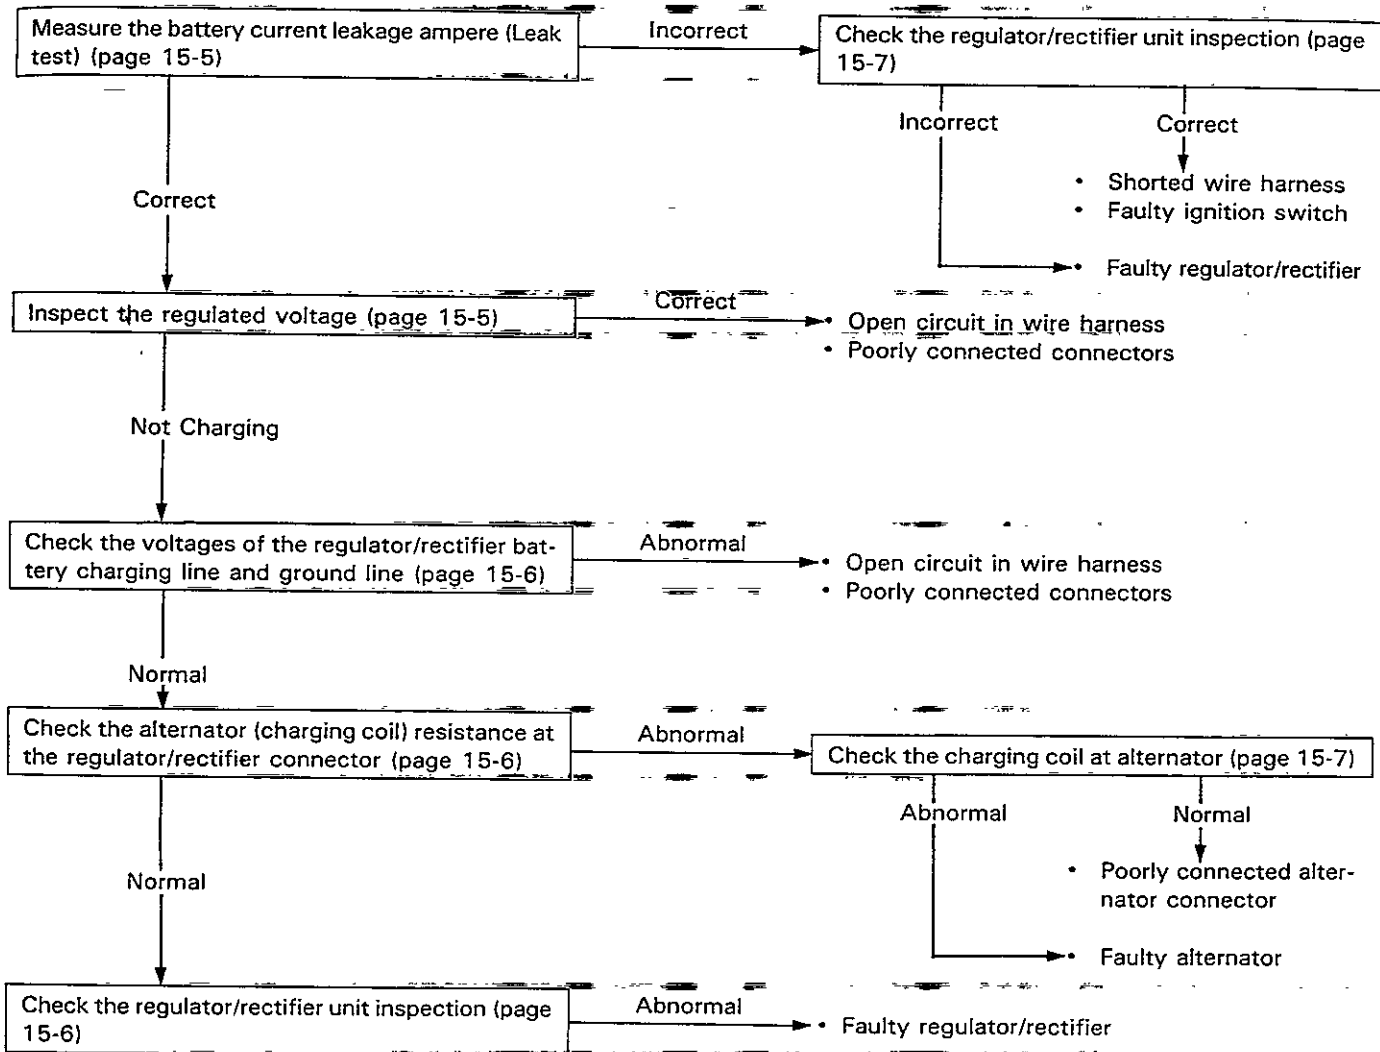 Measure the battery current leakage ampere (Leak
test) (page 15-5)
Incorrect
Check the regulator/rectifier unit inspection (page
15-7)
Incorrect
Correct
• Shorted wire harness
• Faulty ignition switch
• Faulty regulator/rectifier
Correct
Inspect the regulated voltage (page 15-5)
Correct
• Open circuit in wire harness
• Poorly connected connectors
Not Charging
Check the voltages of the regulator/rectifier bat-
tery charging line and ground line (page 15-6)
Abnormal
• Open circuit in wire harness
• Poorly connected connectors
Normal
Check the alternator (charging coil) resistance at
the regulator/rectifier connector (page 15-6)
Abnormal
Check the charging coil at alternator (page 15-7)
Abnormal
Normal
• Poorly connected alter-
nator connector
• Faulty alternator
Normal
Check the regulator/rectifier unit inspection (page
15-6)
Abnormal
• Faulty regulator/rectifier